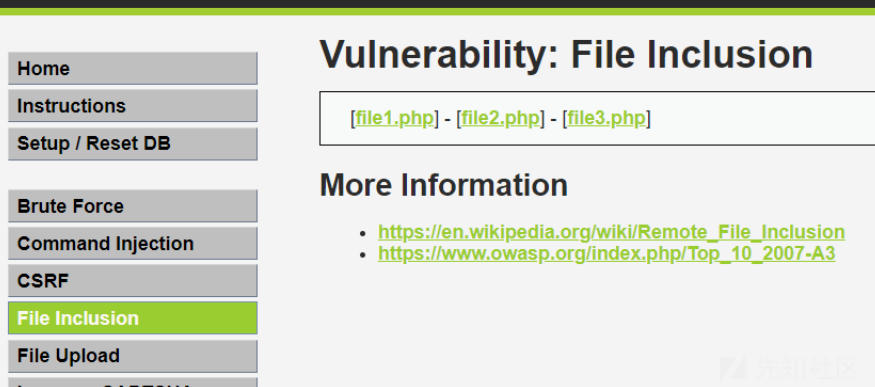 Vulnerability: File Inclusion
Home
Instructions
Setup / Reset DB
Brute Force
Command Injection
CSRF
File Inclusion
File Upload
[file1.php] - [file2.php] - [file3.php]
More Information
• https://en.wikipedia.org/wiki/Remote_File_Inclusion
• https://www.owasp.org/index.php/Top_10_2007-A3
先知社区